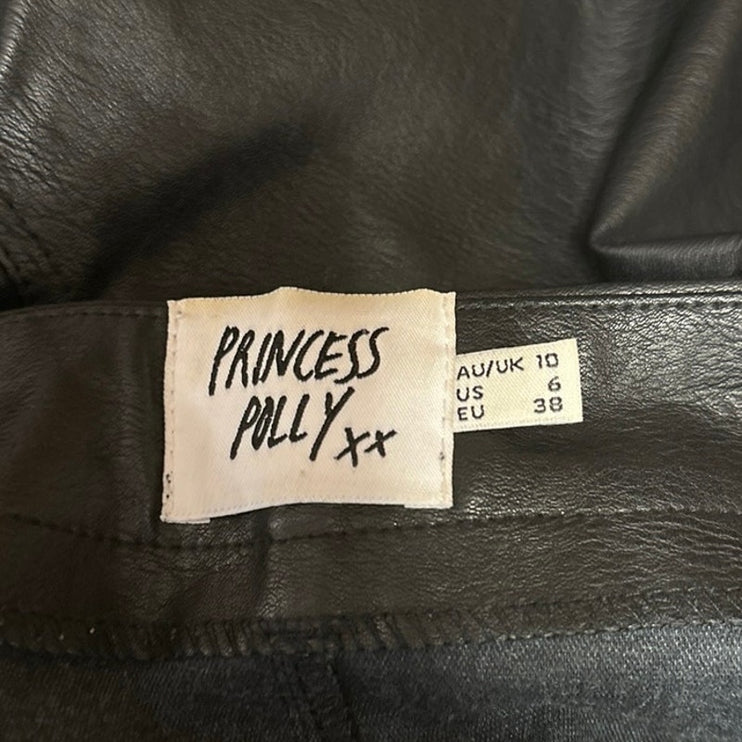 PRINCESS
POLLY xx
AU/UK 10
US 6
EU 38